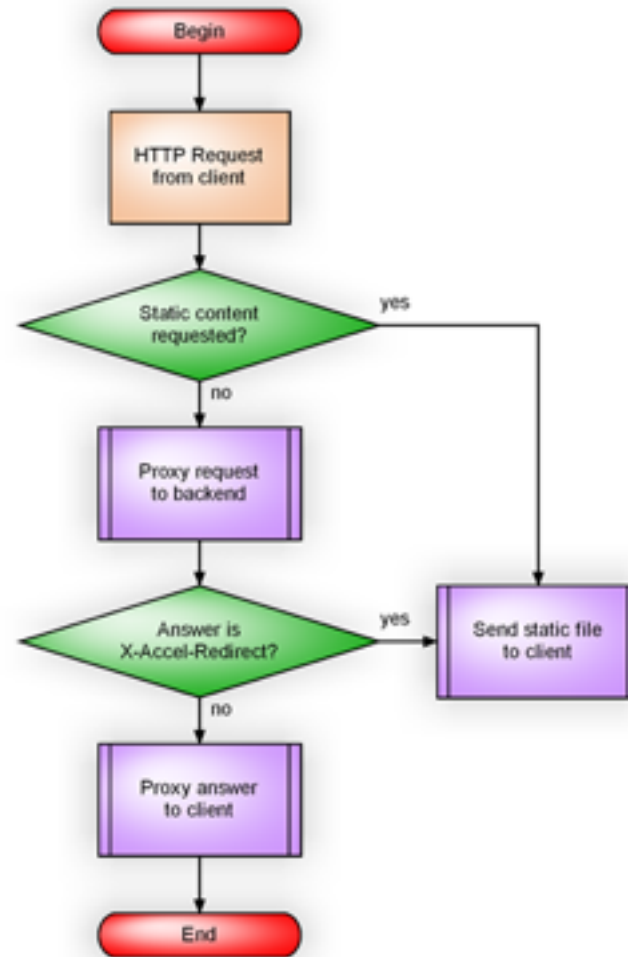 Begin
HTTP Request
from client
Static content
requested?
yes
no
Proxy request
to backend
Answer is
X-Accel-Redirect?
yes
Send static file
to client
no
Proxy answer
to client
End